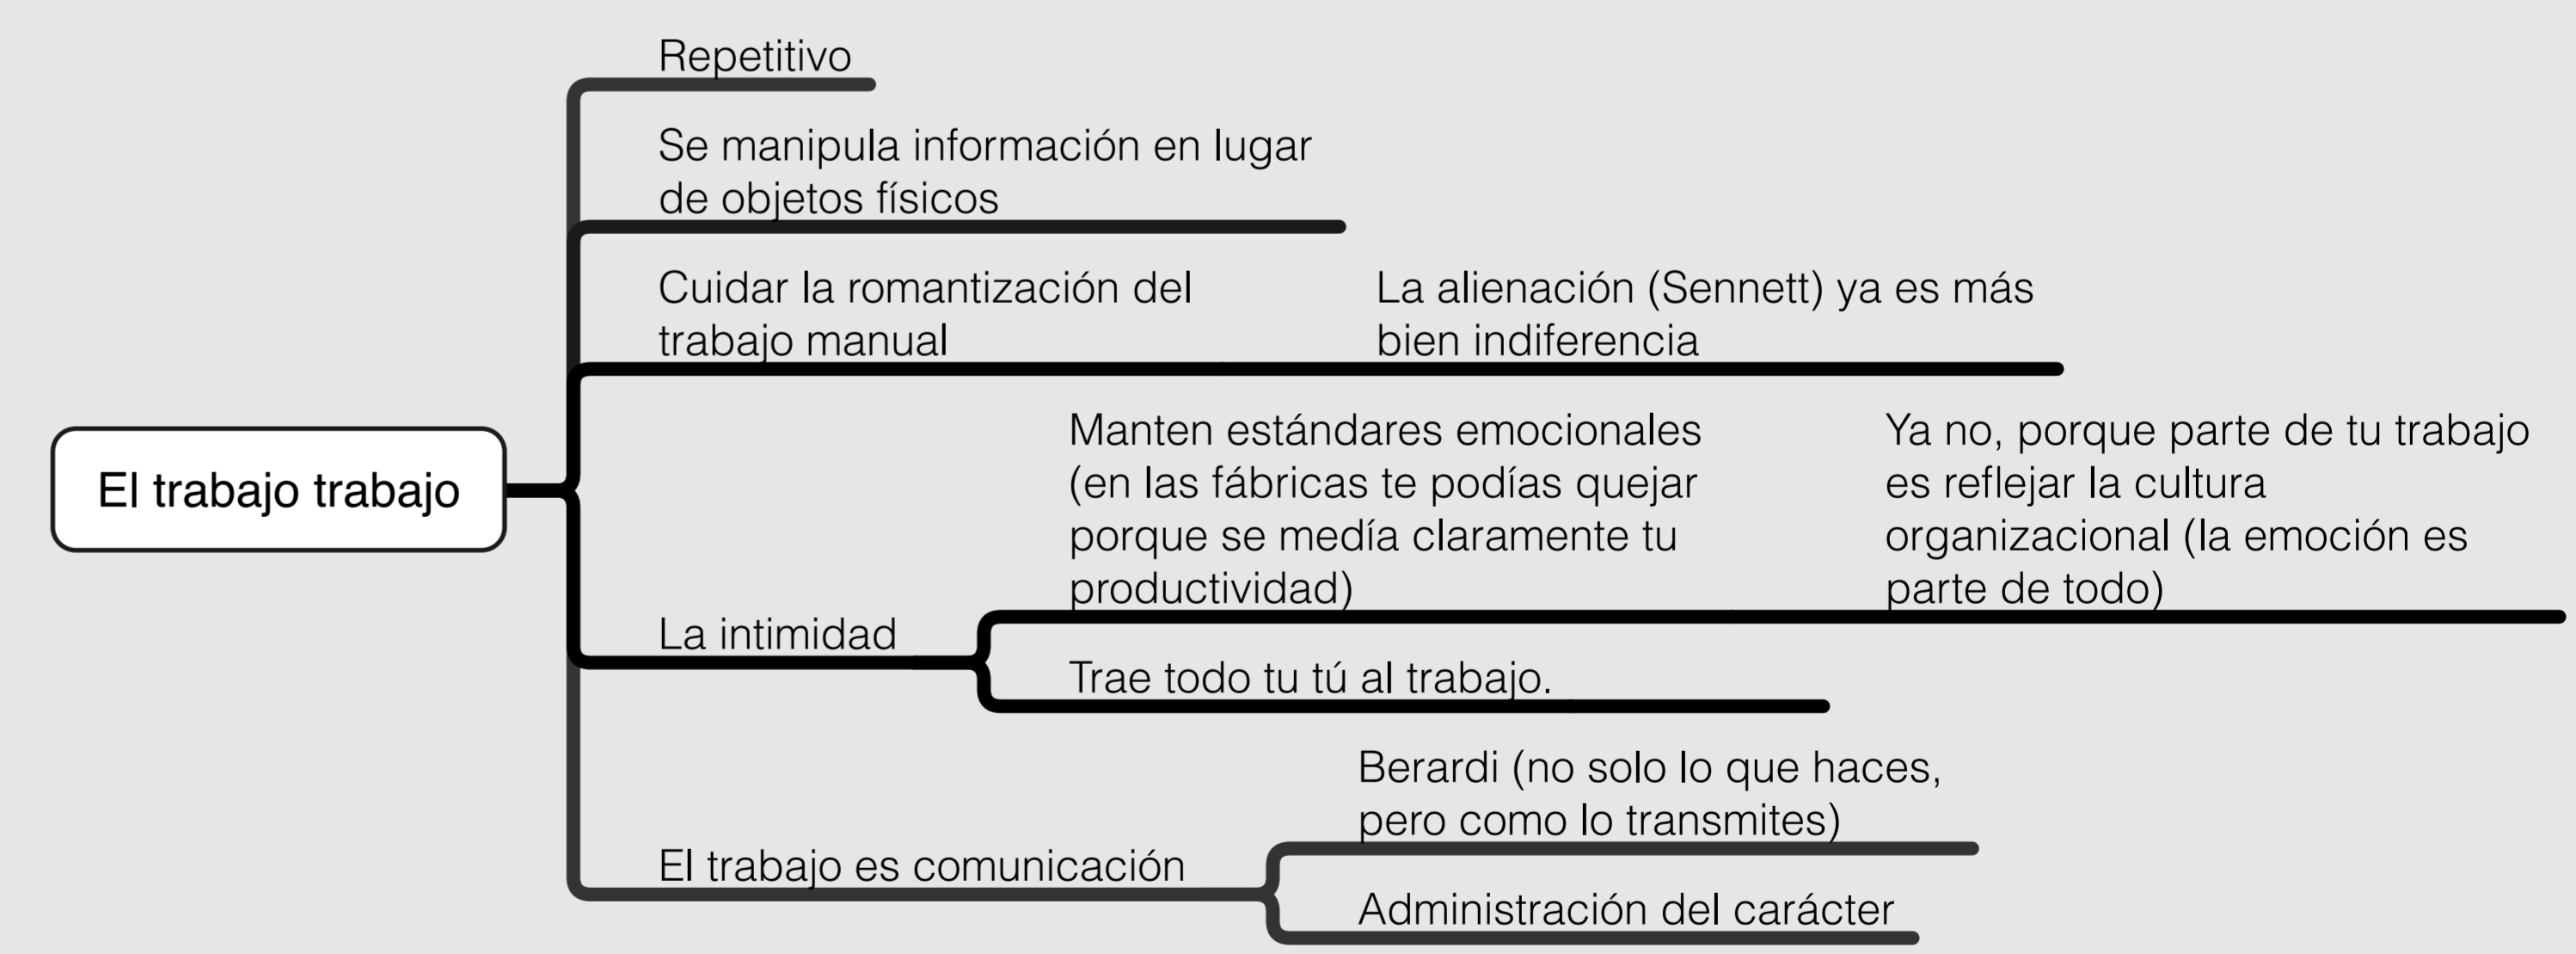 El trabajo trabajo
Repetitivo
Se manipula información en lugar
de objetos físicos
Cuidar la romantización del
trabajo manual
La alienación (Sennett) ya es más
bien indiferencia
La intimidad
Manten estándares emocionales
(en las fábricas te podías quejar
porque se medía claramente tu
productividad)
Ya no, porque parte de tu trabajo
es reflejar la cultura
organizacional (la emoción es
parte de todo)
Trae todo tu tú al trabajo.
El trabajo es comunicación
Berardi (no solo lo que haces,
pero como lo transmites)
Administración del carácter